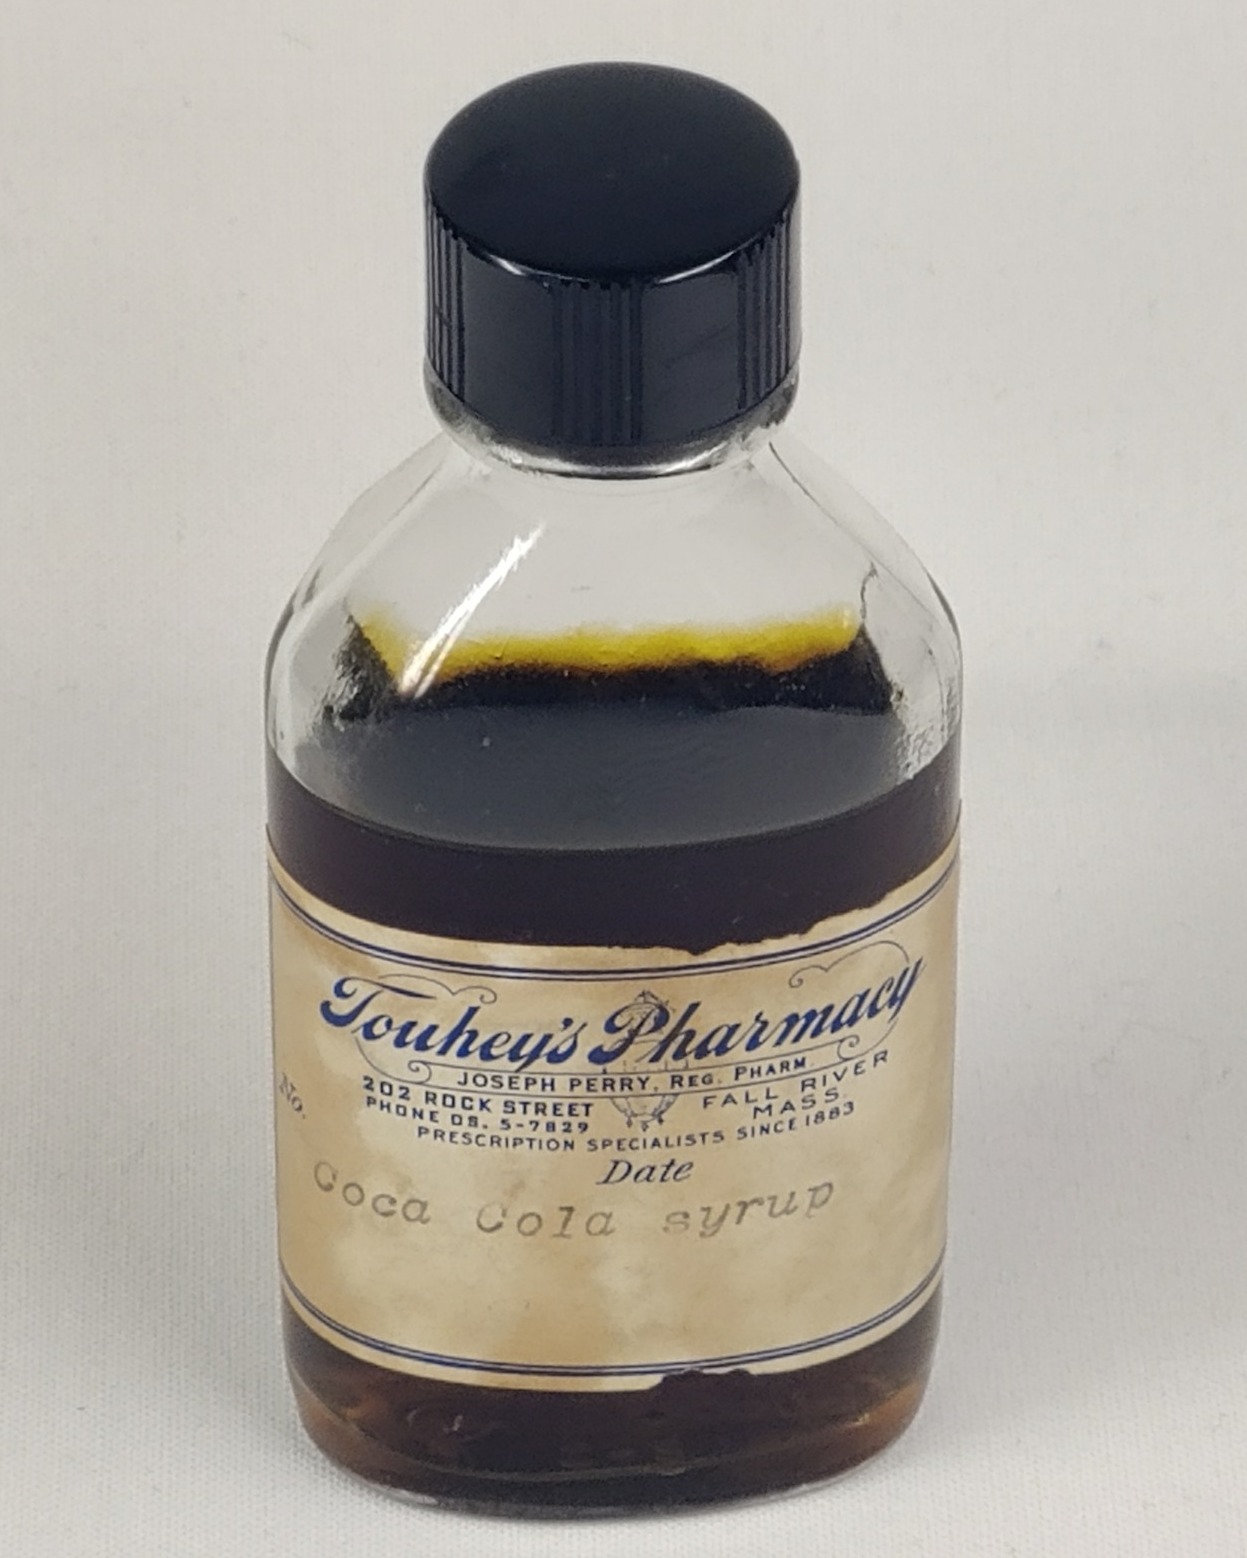 Touhey's Pharmacy
JOSEPH PERRY, REG. PHARM.
202 ROCK STREET
PHONE OS. 5-7829
FALL RIVER
MASS.
PRESCRIPTION SPECIALISTS SINCE 1883
No.
Date
Coca Cola syrup